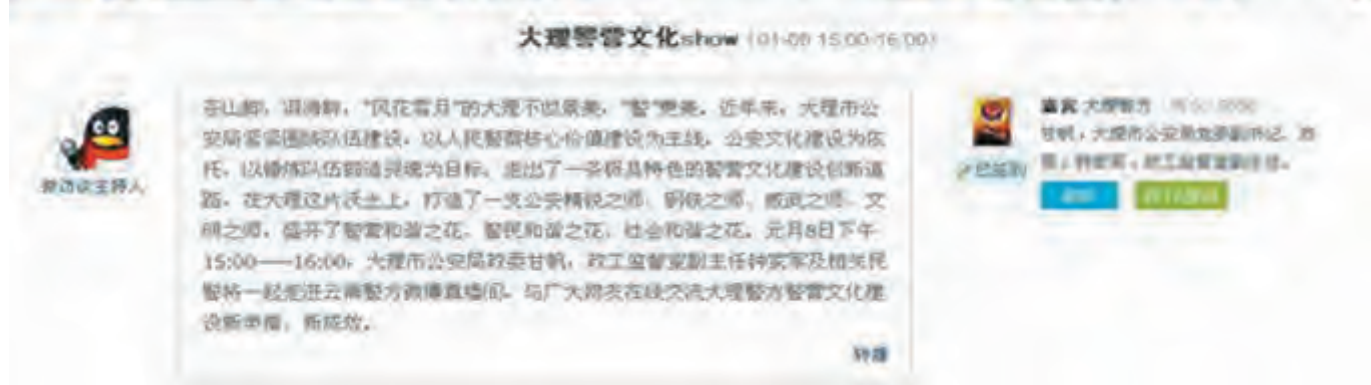 大理警营文化show (01-08 15:00-16:00)
苍山脚，洱海畔，"风花雪月"的大理不但景美，"警"更美。近年来，大理市公
安局紧紧围绕队伍建设，以人民警察核心价值建设为主线，公安文化建设为依
托，以锤炼队伍锻造灵魂为目标，走出了一条极具特色的警营文化建设创新道
路。在大理这片沃土上，打造了一支公安精锐之师、钢铁之师、威武之师、文
明之师，盛开了警营和谐之花、警民和谐之花、社会和谐之花。元月8日下午
15:00——16:00，大理市公安局政委甘帆，政工监督室副主任钟宏军及相关民
警将一起走进云南警方微博直播间，与广大网友在线交流大理警方警营文化建
设新举措，新成效。
转播
微访谈主持人
嘉宾 大理警方
甘帆，大理市公安局党委副书记、政
委；钟宏军，政工监督室副主任。
已签到